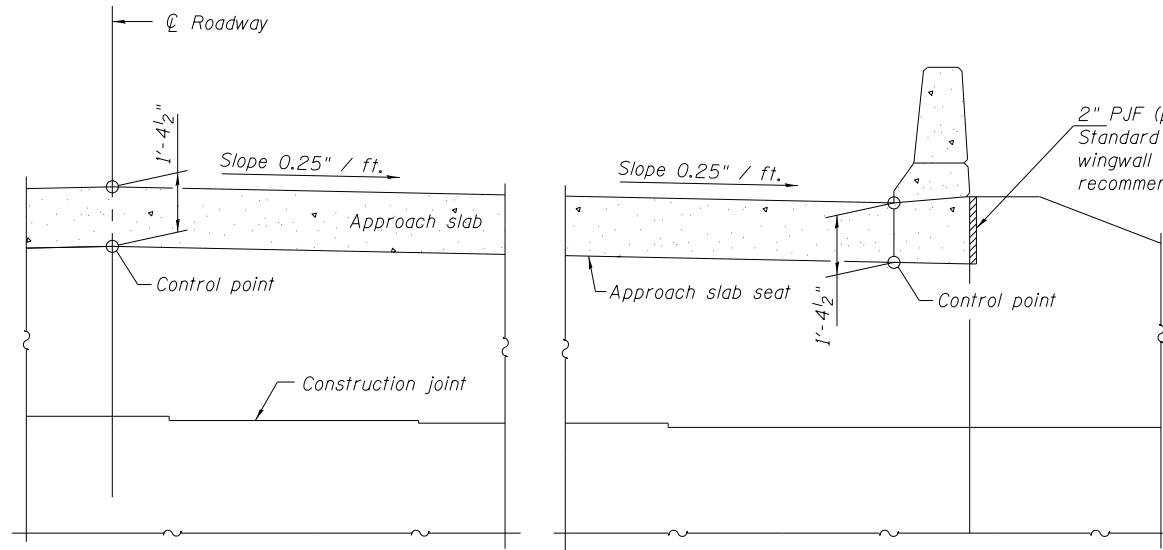 ℄ Roadway
1'-4½"
Slope 0.25" / ft.
Approach slab
Control point
Construction joint
Slope 0.25" / ft.
2" PJF
Standard
wingwall
Approach slab seat
1'-4½"
Control point